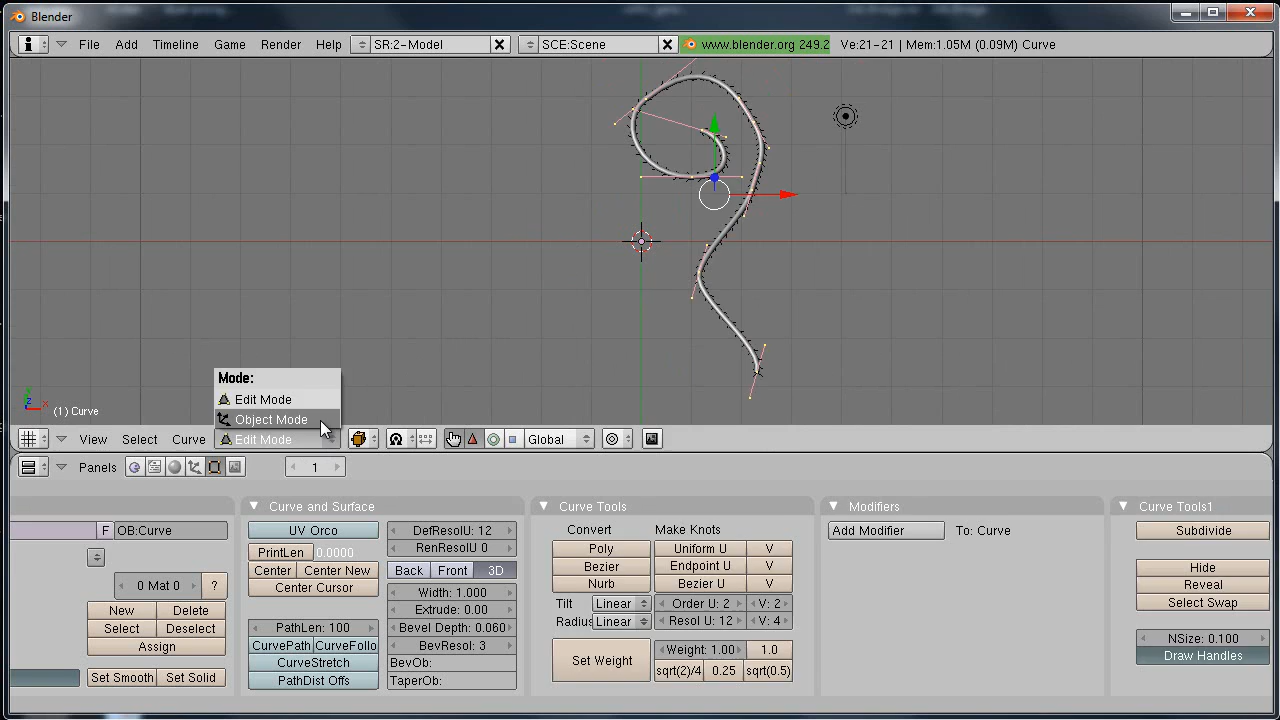 Blender
File Add Timeline Game Render Help SR:2-Model SCE:Scene www.blender.org 249.2 Ve:21-21 | Mem:1.05M (0.09M) Curve
Mode:
Edit Mode
Object Mode
(1) Curve
View Select Curve Edit Mode Global
Panels 1
Curve and Surface Curve Tools Modifiers Curve Tools1
F OB:Curve UV Orco DefResolU: 12 Convert Make Knots Add Modifier To: Curve Subdivide
PrintLen 0.0000 RenResolU 0 Poly Uniform U V
Center Center New Back Front 3D Bezier Endpoint U V Hide
0 Mat 0 ? Center Cursor Width: 1.000 Nurb Bezier U V Reveal
New Delete Extrude: 0.00 Tilt Linear Order U: 2 V: 2 Select Swap
Select Deselect PathLen: 100 Bevel Depth: 0.060 Radius Linear Resol U: 12 V: 4
Assign CurvePath CurveFollo BevResol: 3 Set Weight Weight: 1.00 1.0 NSize: 0.100
CurveStretch BevOb: sqrt(2)/4 0.25 sqrt(0.5) Draw Handles
Set Smooth Set Solid PathDist Offs TaperOb: